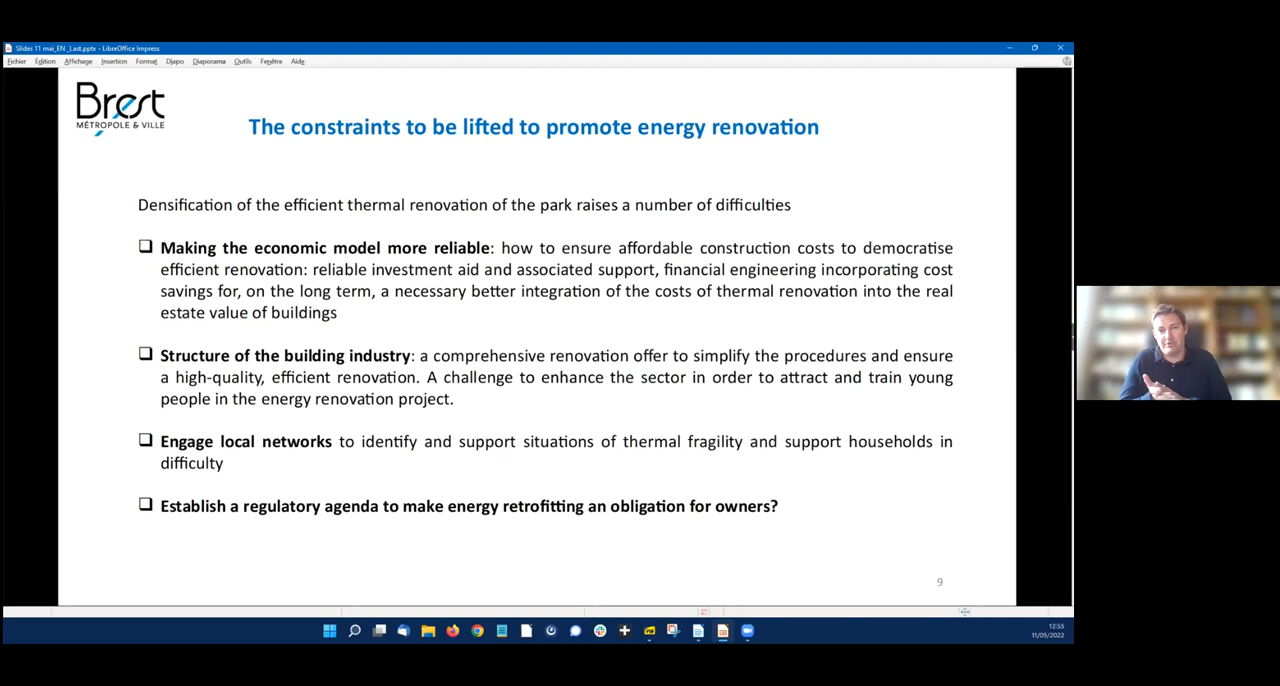 Slides 11 mai_EN _Last.pptx - LibreOffice Impress
Fichier Édition Affichage Insertion Format Diapo Diaporama Outils Fenêtre Aide
Brest
MÉTROPOLE & VILLE
The constraints to be lifted to promote energy renovation
Densification of the efficient thermal renovation of the park raises a number of difficulties
❑ Making the economic model more reliable: how to ensure affordable construction costs to democratise
efficient renovation: reliable investment aid and associated support, financial engineering incorporating cost
savings for, on the long term, a necessary better integration of the costs of thermal renovation into the real
estate value of buildings
❑ Structure of the building industry: a comprehensive renovation offer to simplify the procedures and ensure
a high-quality, efficient renovation. A challenge to enhance the sector in order to attract and train young
people in the energy renovation project.
❑ Engage local networks to identify and support situations of thermal fragility and support households in
difficulty
❑ Establish a regulatory agenda to make energy retrofitting an obligation for owners?
9
12:55
11/05/2022